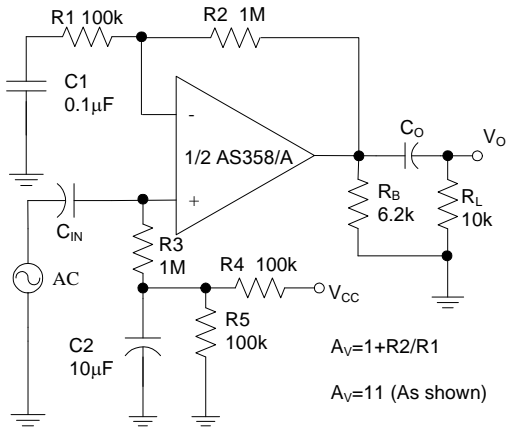 R1 100k
R2 1M
C1
0.1µF
-
1/2 AS358/A
+
CO
VO
RB
6.2k
RL
10k
CIN
AC
R3
1M
R4 100k
VCC
R5
100k
C2
10µF
AV=1+R2/R1
AV=11 (As shown)